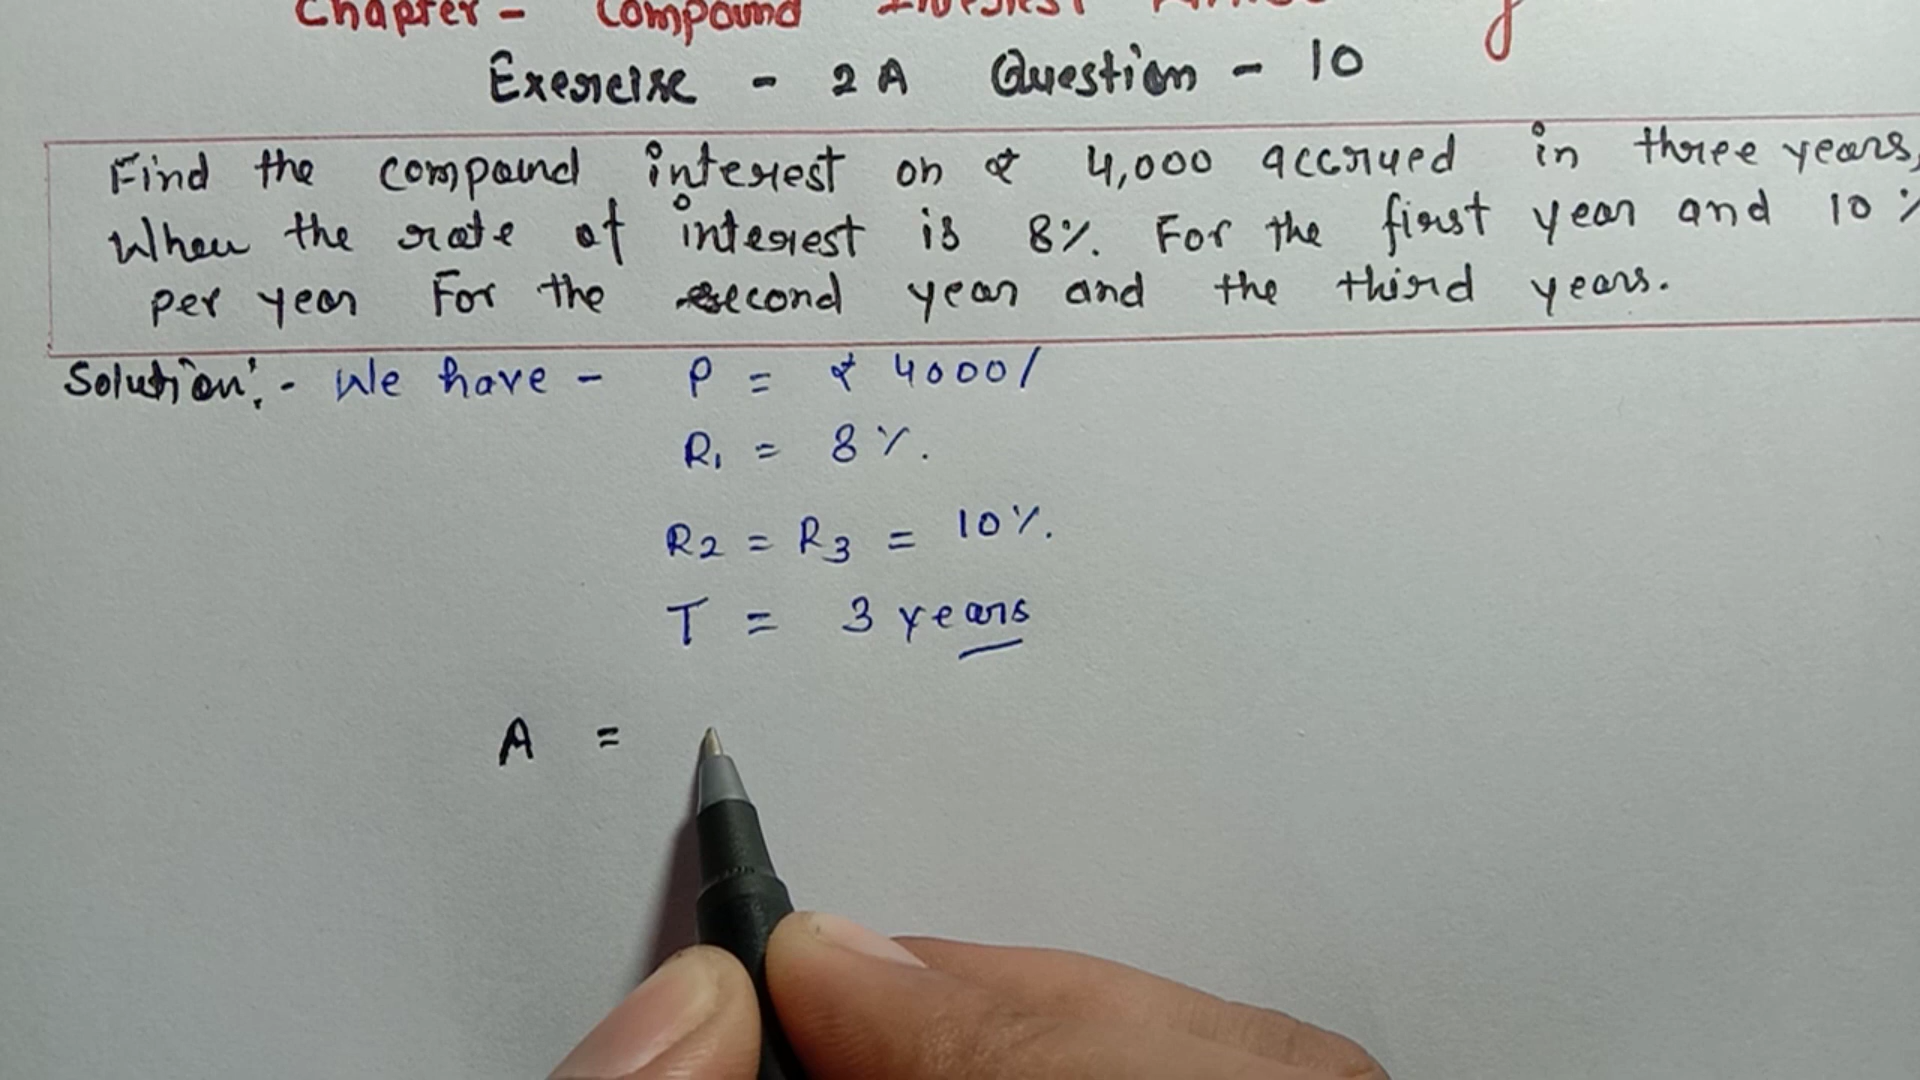 Chapter - Compound Interest
Exercise - 2A Question - 10
Find the compound interest on ₹ 4,000 accrued in three years,
When the rate of interest is 8%. For the first year and 10 %
per year For the second year and the third years.
Solution:- We have - P = ₹ 4000/
R1 = 8%.
R2 = R3 = 10%.
T = 3 years
A =